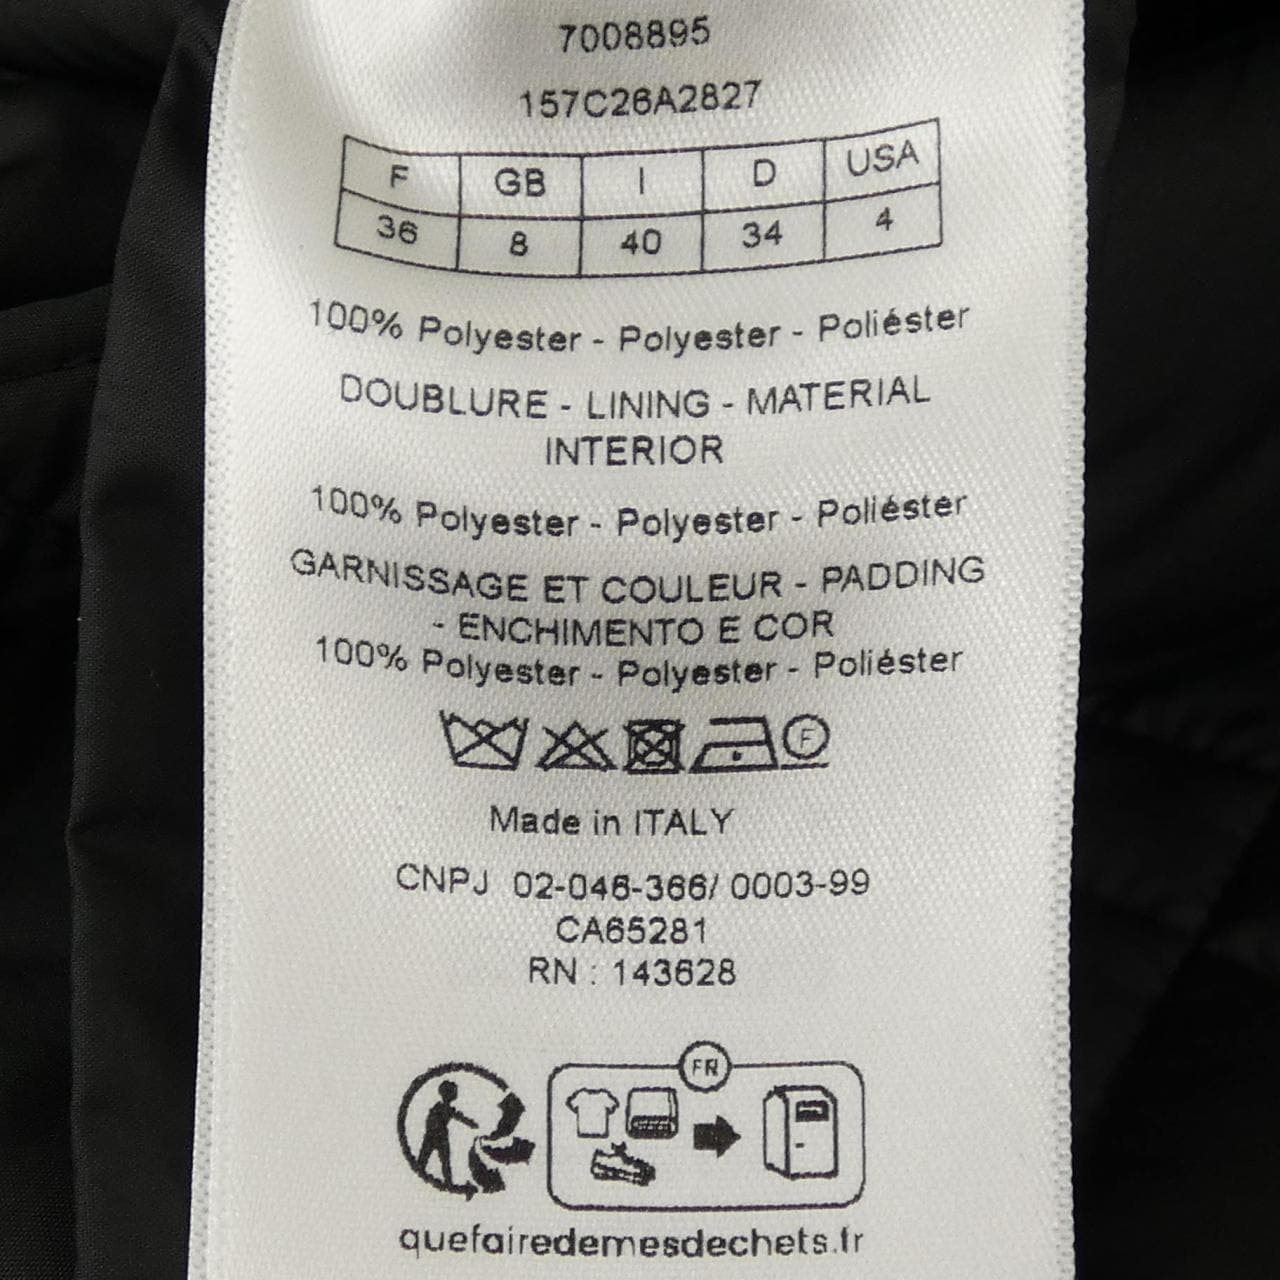 7008895
157C26A2827
F GB I D USA
36 8 40 34 4
100% Polyester - Polyester - Poliéster
DOUBLURE - LINING - MATERIAL
INTERIOR
100% Polyester - Polyester - Poliéster
GARNISSAGE ET COULEUR - PADDING
- ENCHIMENTO E COR
100% Polyester - Polyester - Poliéster
F
Made in ITALY
CNPJ 02-046-366/ 0003-99
CA65281
RN : 143628
FR
quefairedemesdechets.fr